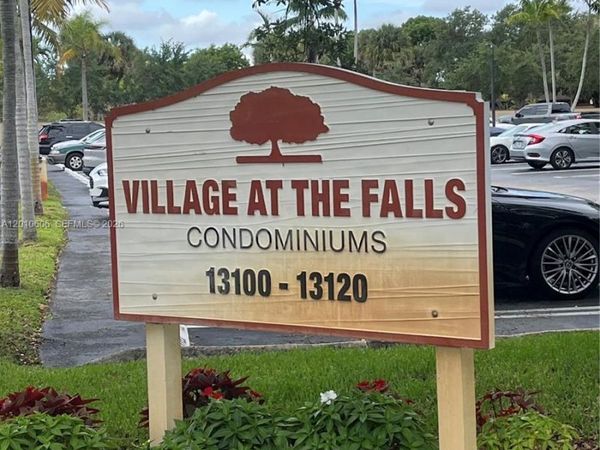 VILLAGE AT THE FALLS
CONDOMINIUMS
13100 - 13120